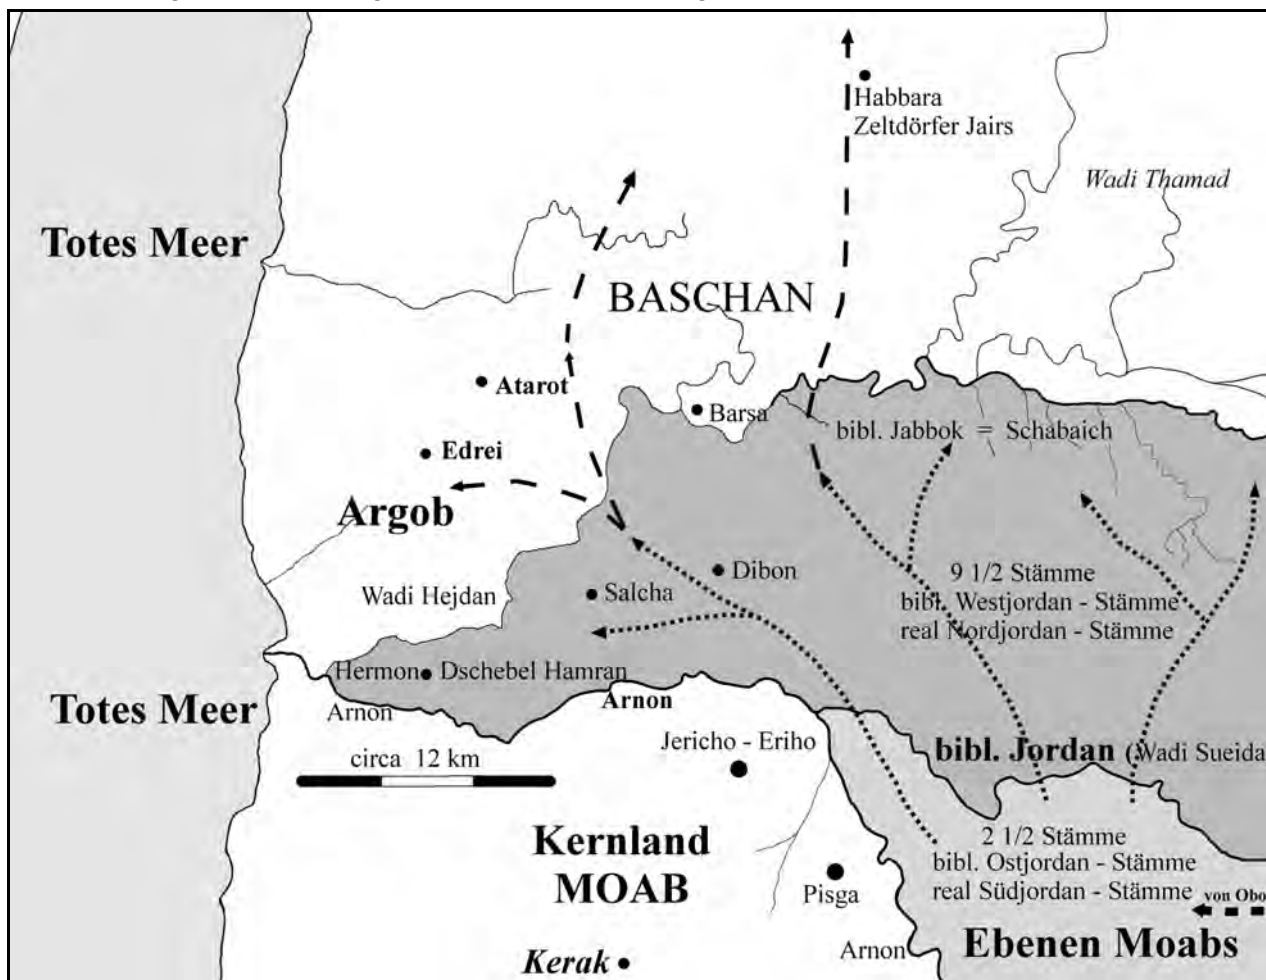 Habbara
Zeltdörfer Jairs
Wadi Thamad
Totes Meer
BASCHAN
Atarot
Barsa
bibl. Jabbok = Schabaich
Edrei
Argob
Dibon
9 1/2 Stämme
bibl. Westjordan - Stämme
real Nordjordan - Stämme
Salcha
Wadi Hejdan
Hermon
Dschebel Hamran
Arnon
Arnon
Totes Meer
Jericho - Eriho
bibl. Jordan (Wadi Sueida
circa 12 km
Kernland
MOAB
2 1/2 Stämme
bibl. Ostjordan - Stämme
real Südjordan - Stämme
Pisga
von Obo
Arnon
Ebenen Moabs
Kerak